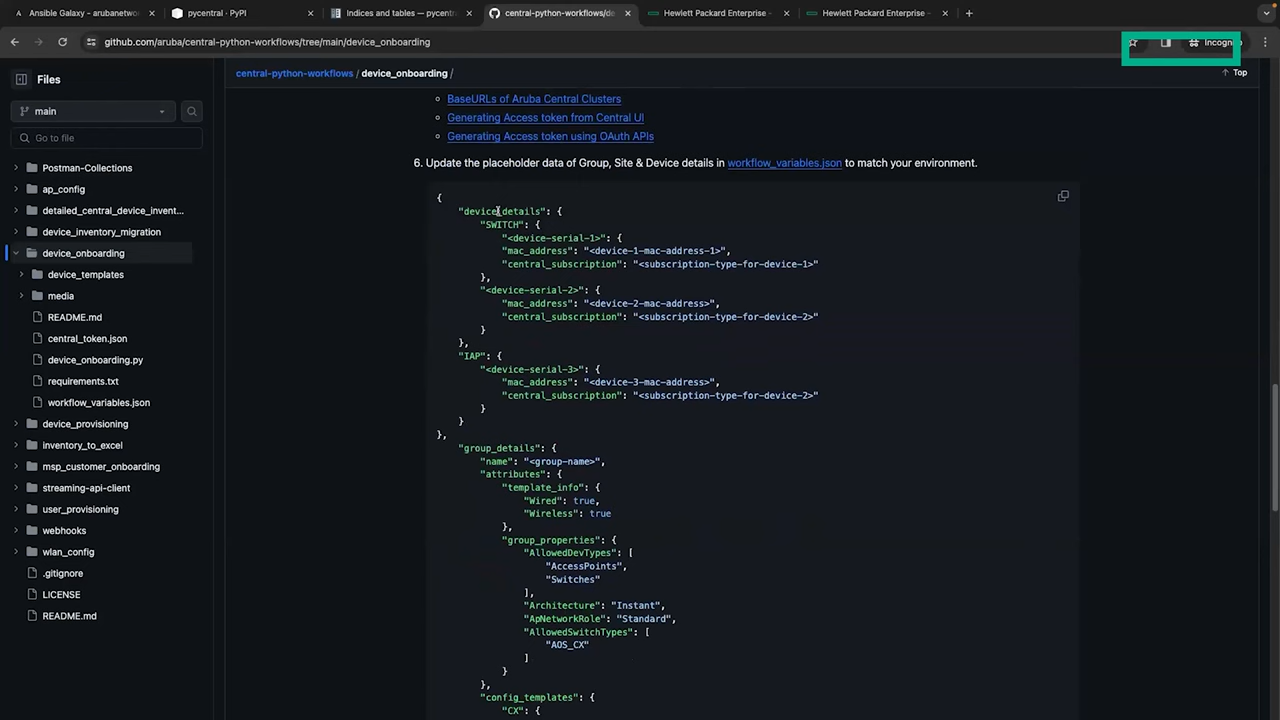 Ansible Galaxy - arubanetwor
pycentral · PyPI
Indices and tables — pycentra
central-python-workflows/de
Hewlett Packard Enterprise -
Hewlett Packard Enterprise -
github.com/aruba/central-python-workflows/tree/main/device_onboarding
Files
central-python-workflows / device_onboarding /
Top
main
Go to file
Postman-Collections
ap_config
detailed_central_device_invent...
device_inventory_migration
device_onboarding
device_templates
media
README.md
central_token.json
device_onboarding.py
requirements.txt
workflow_variables.json
device_provisioning
inventory_to_excel
msp_customer_onboarding
streaming-api-client
user_provisioning
webhooks
wlan_config
.gitignore
LICENSE
README.md
BaseURLs of Aruba Central Clusters
Generating Access token from Central UI
Generating Access token using OAuth APIs
6. Update the placeholder data of Group, Site & Device details in workflow_variables.json to match your environment.
{
"device_details": {
"SWITCH": {
"<device-serial-1>": {
"mac_address": "<device-1-mac-address-1>",
"central_subscription": "<subscription-type-for-device-1>"
},
"<device-serial-2>": {
"mac_address": "<device-2-mac-address>",
"central_subscription": "<subscription-type-for-device-2>"
}
},
"IAP": {
"<device-serial-3>": {
"mac_address": "<device-3-mac-address>",
"central_subscription": "<subscription-type-for-device-2>"
}
}
},
"group_details": {
"name": "<group-name>",
"attributes": {
"template_info": {
"Wired": true,
"Wireless": true
},
"group_properties": {
"AllowedDevTypes": [
"AccessPoints",
"Switches"
],
"Architecture": "Instant",
"ApNetworkRole": "Standard",
"AllowedSwitchTypes": [
"AOS_CX"
]
}
},
"config_templates": {
"CX": {